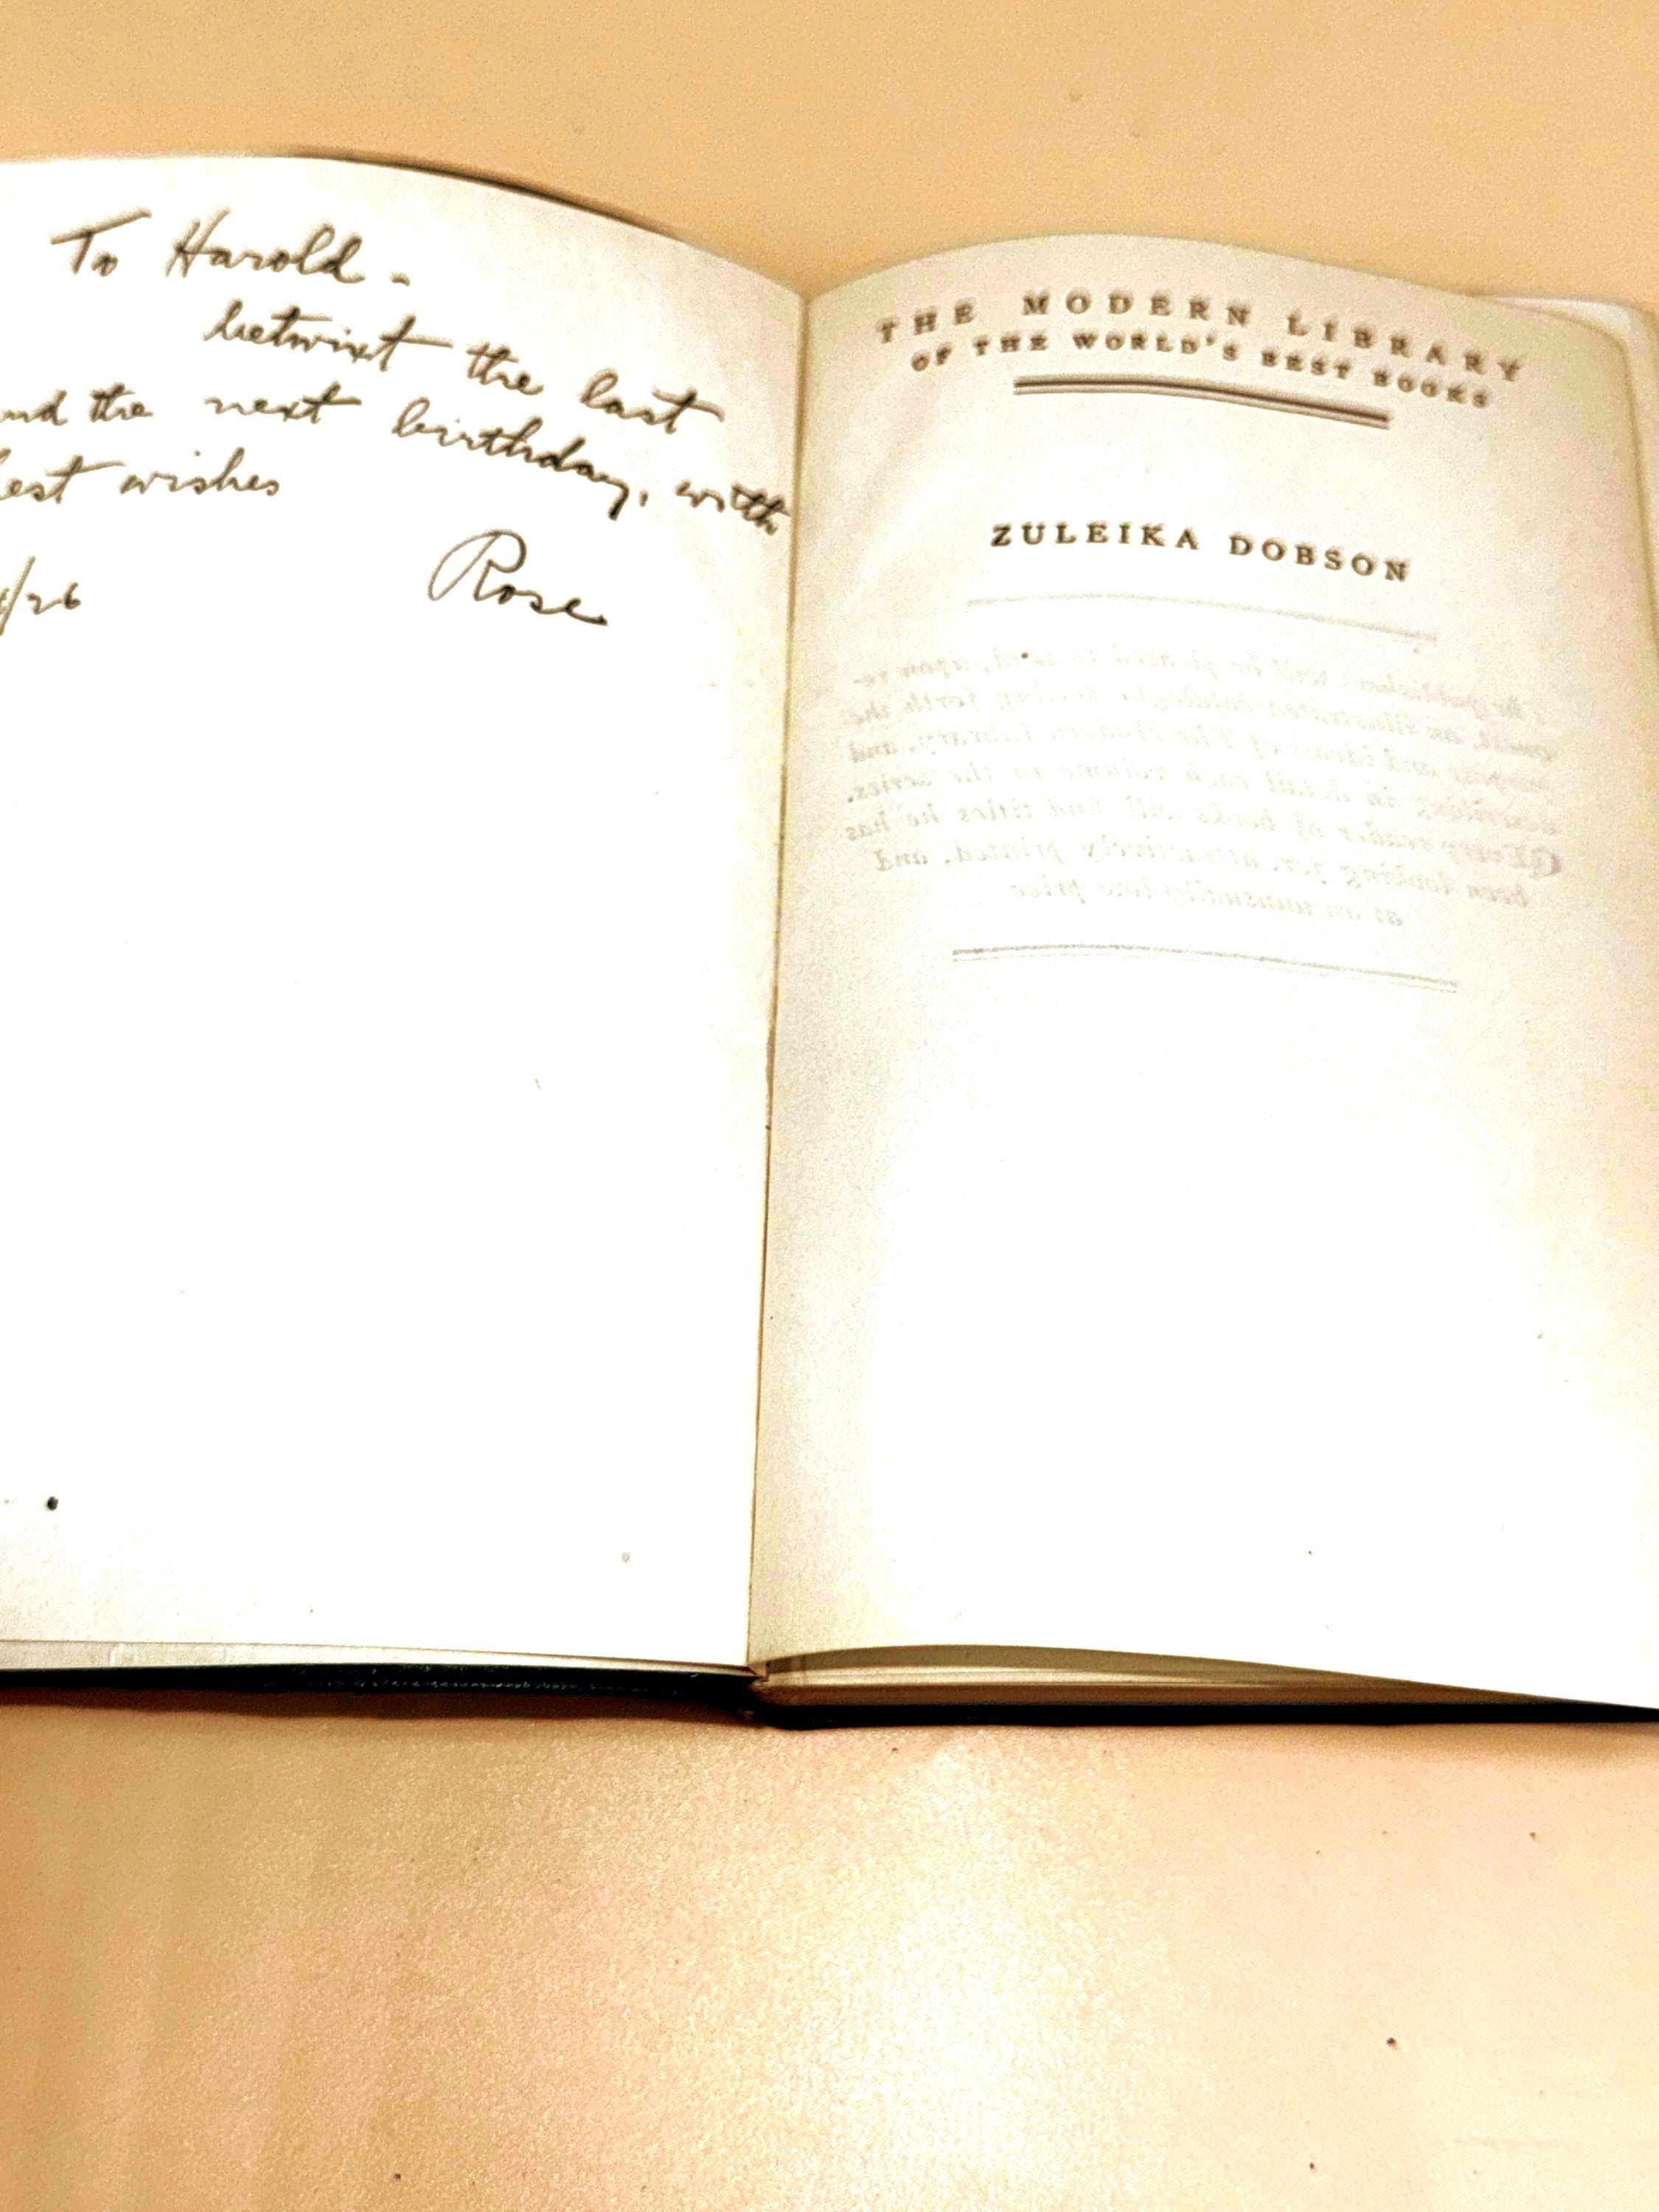 To Harold -
betwixt the last
nd the next birthday, with
est wishes
Rose
/26
THE MODERN LIBRARY
OF THE WORLD'S BEST BOOKS
ZULEIKA DOBSON